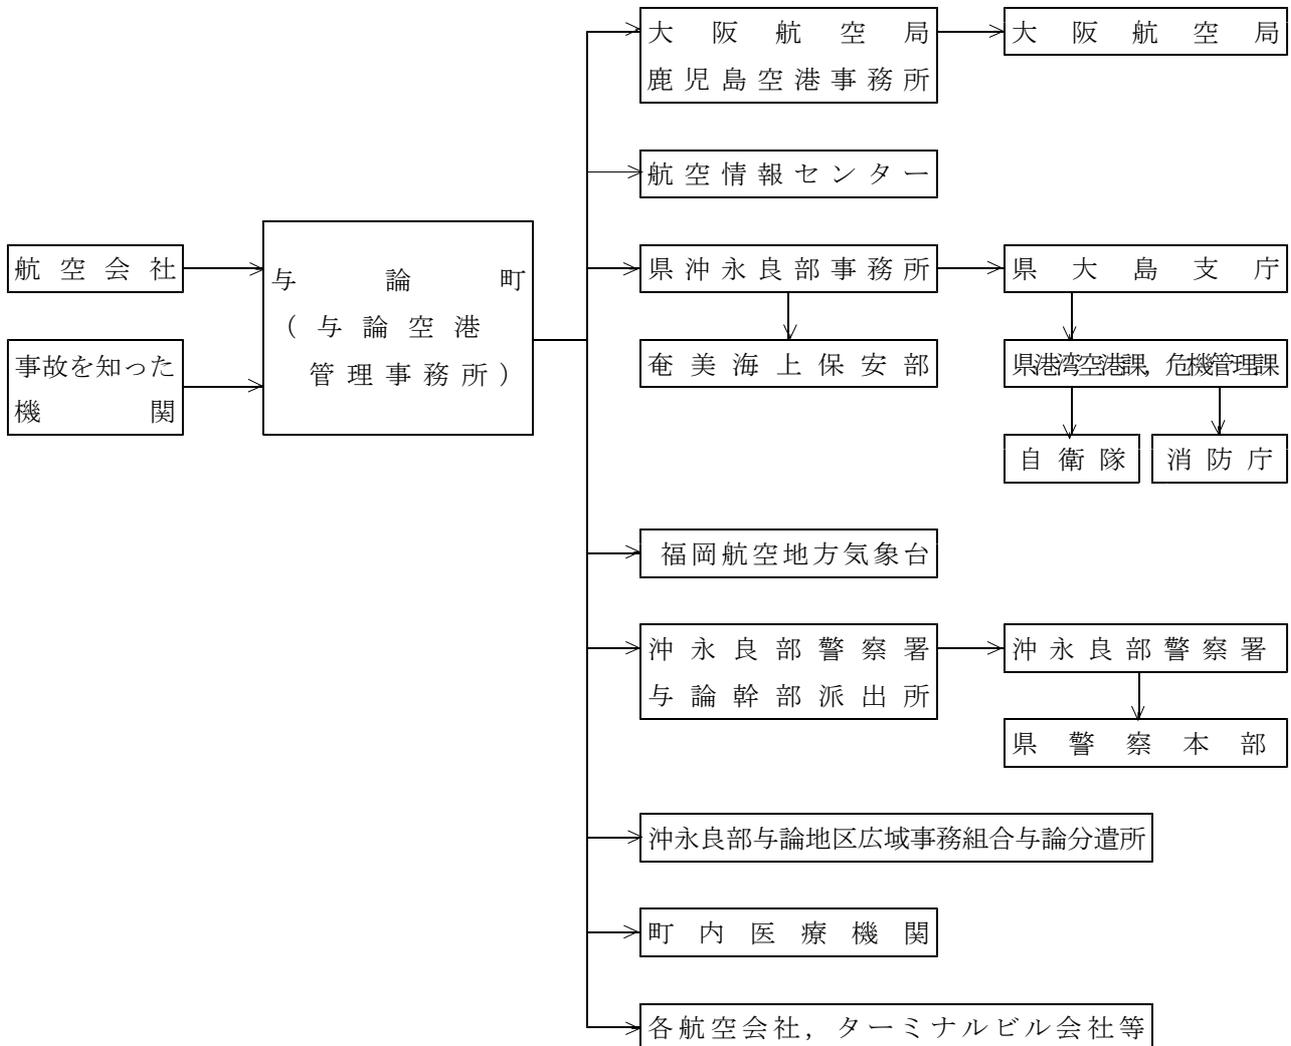 大阪航空局
鹿児島空港事務所
大阪航空局
航空情報センター
航空会社
事故を知った
機関
与論町
(与論空港
管理事務所)
県沖永良部事務所
県大島支庁
奄美海上保安部
県港湾空港課，危機管理課
自衛隊
消防庁
福岡航空地方気象台
沖永良部警察署
与論幹部派出所
沖永良部警察署
県警察本部
沖永良部与論地区広域事務組合与論分遣所
町内医療機関
各航空会社，ターミナルビル会社等